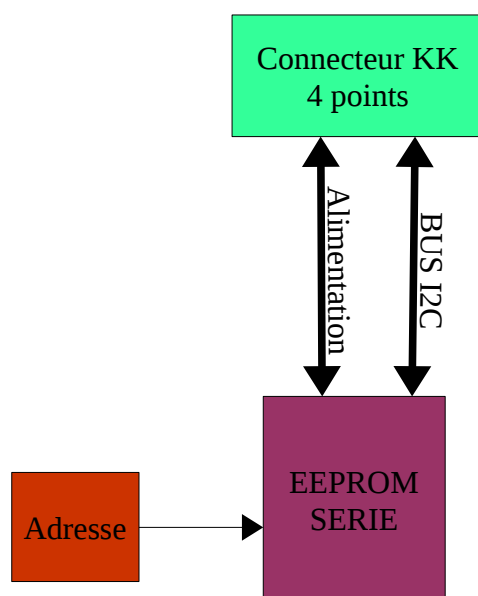 Connecteur KK
4 points
Alimentation
BUS I2C
EEPROM
SERIE
Adresse